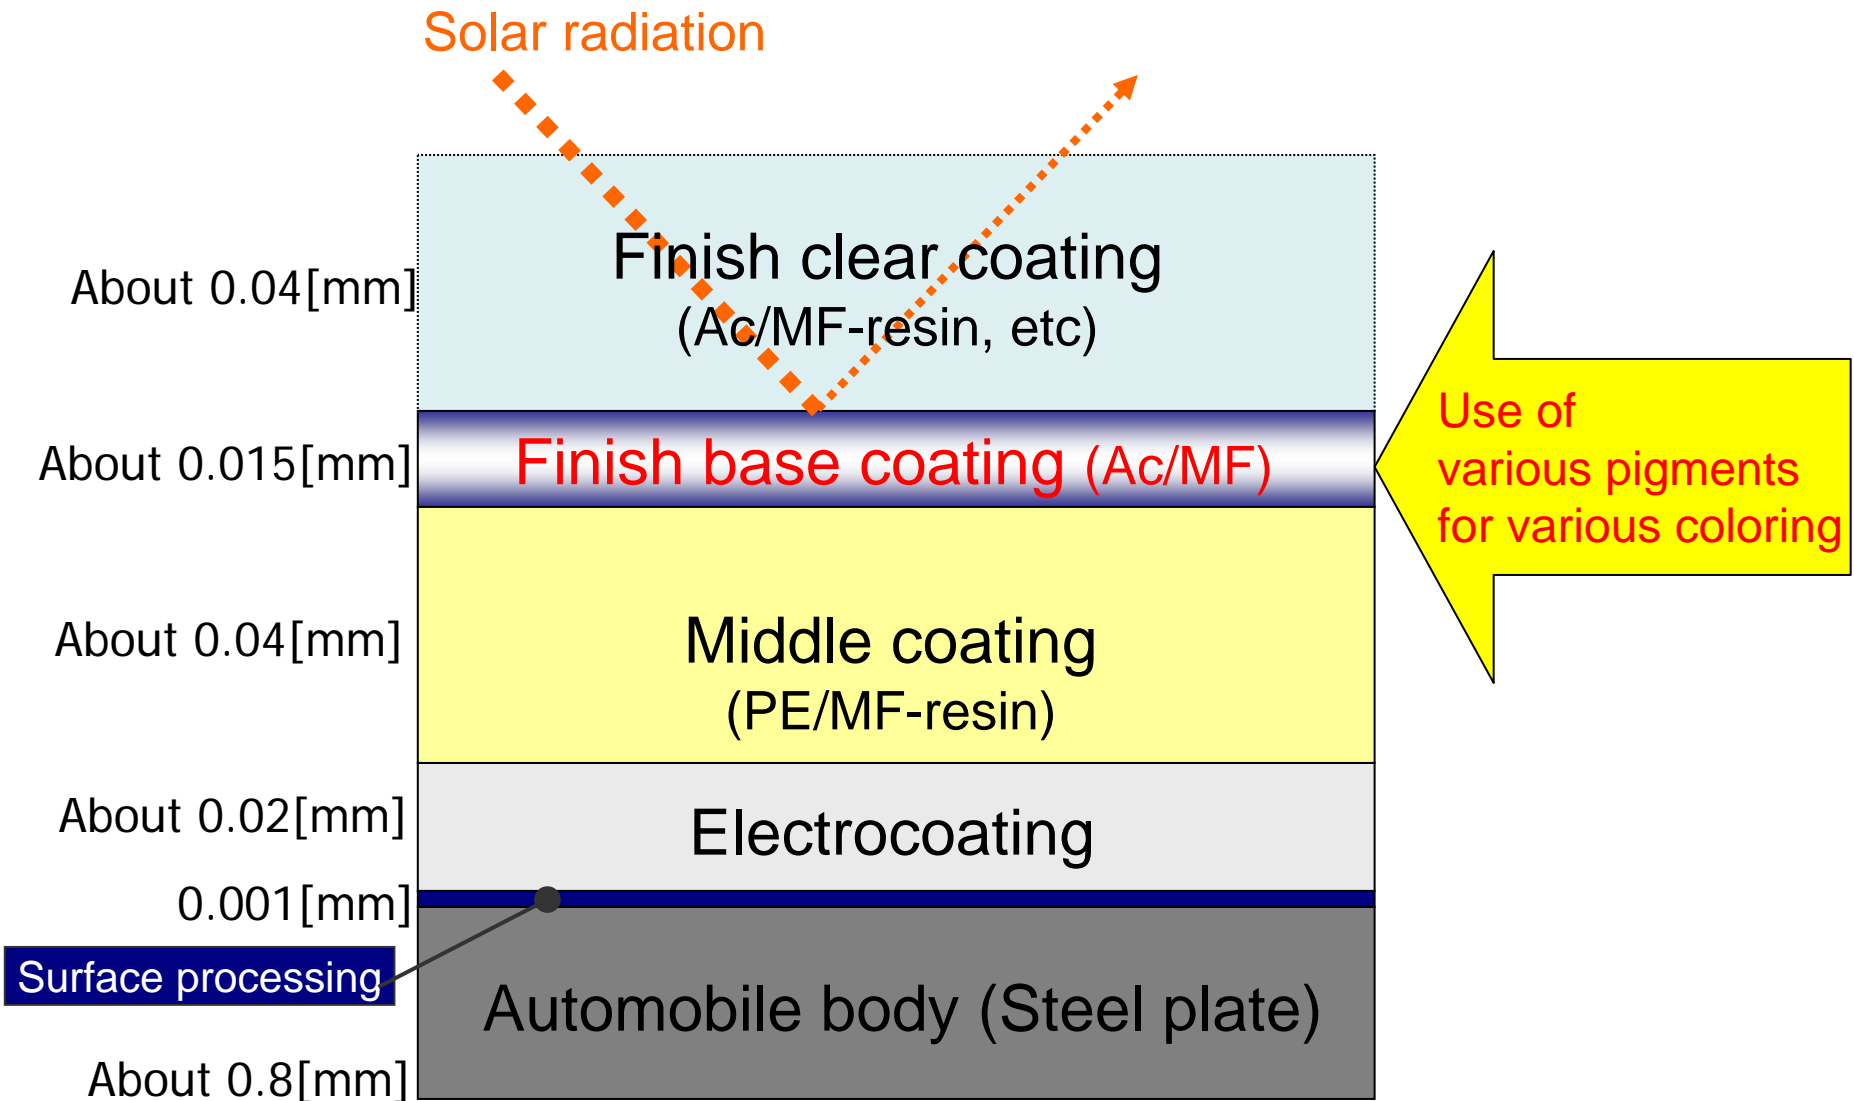 Solar radiation
About 0.04[mm]
Finish clear coating
(Ac/MF-resin, etc)
About 0.015[mm]
Finish base coating (Ac/MF)
Use of
various pigments
for various coloring
About 0.04[mm]
Middle coating
(PE/MF-resin)
About 0.02[mm]
Electrocoating
0.001[mm]
Surface processing
Automobile body (Steel plate)
About 0.8[mm]